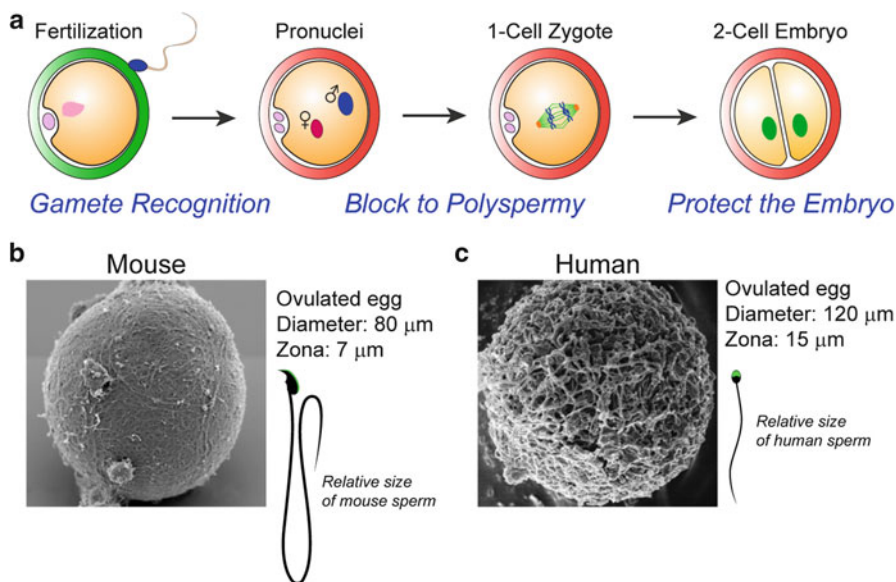 a
Fertilization
Pronuclei
1-Cell Zygote
2-Cell Embryo
♀
♂
Gamete Recognition
Block to Polyspermy
Protect the Embryo
b
Mouse
Ovulated egg
Diameter: 80 μm
Zona: 7 μm
Relative size
of mouse sperm
c
Human
Ovulated egg
Diameter: 120 μm
Zona: 15 μm
Relative size
of human sperm